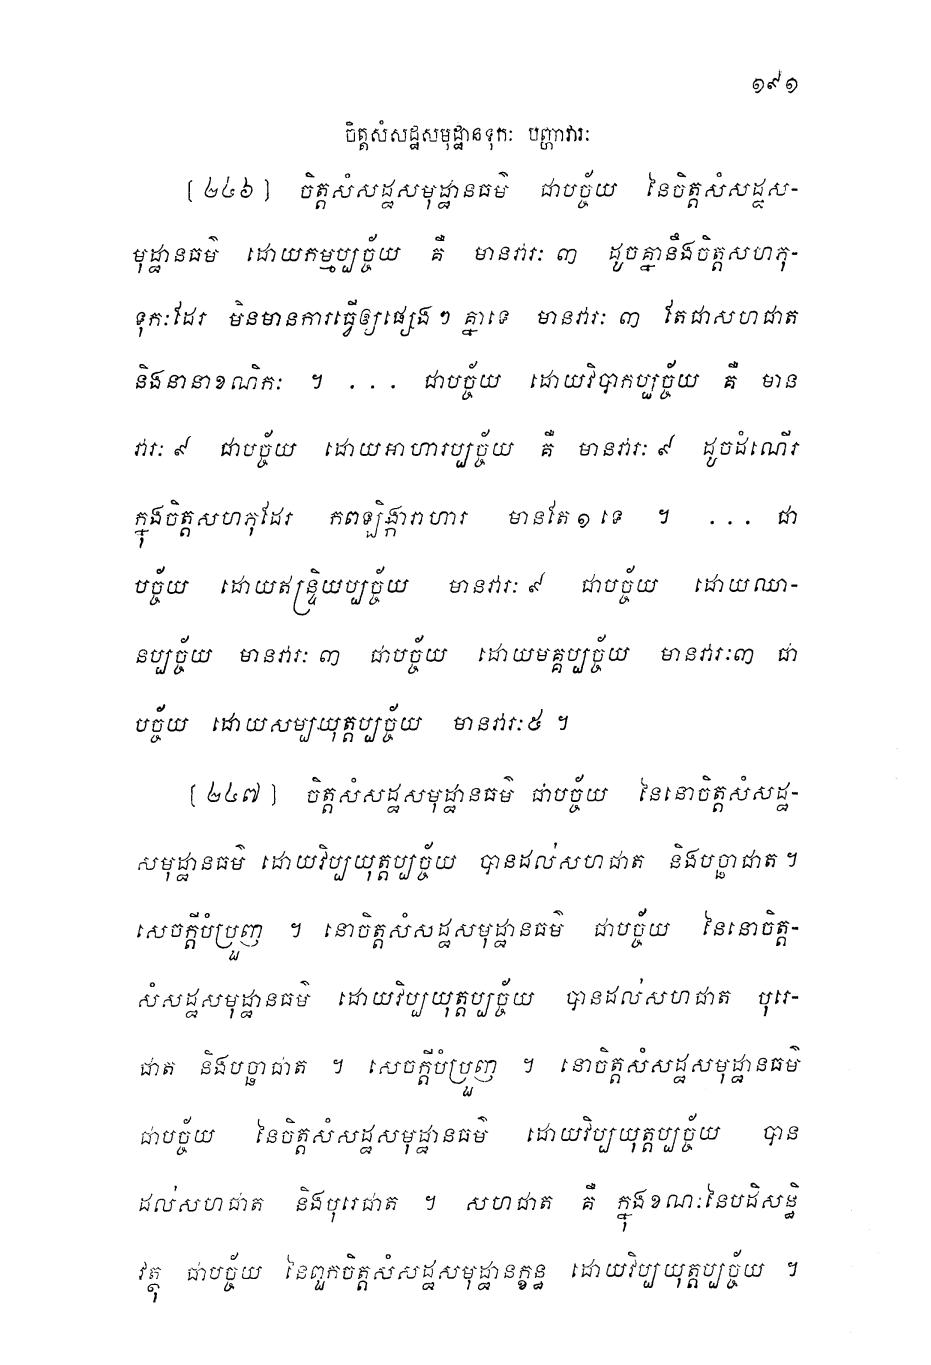 ១៩១
ចិត្តសំសដ្ឋសមុដ្ឋានទុកៈ បញ្ហាវារៈ
[ ២៤៦ ] ចិត្តសំសដ្ឋសមុដ្ឋានធម៌ ជាបច្ច័យ នៃចិត្តសំសដ្ឋស-
មុដ្ឋានធម៌ ដោយកម្មប្បច្ច័យ គឺ មានវារៈ ៣ ដូចគ្នានឹងចិត្តសហភុ-
ទុកៈដែរ មិនមានការធ្វើឲ្យផ្សេងៗ គ្នាទេ មានវារៈ ៣ តែជាសហជាត
និងនានាខណិកៈ ។ ... ជាបច្ច័យ ដោយវិបាកប្បច្ច័យ គឺ មាន
វារៈ ៩ ជាបច្ច័យ ដោយអាហារប្បច្ច័យ គឺ មានវារៈ ៩ ដូចដំណើរ
ក្នុងចិត្តសហភុដែរ កពឡិង្ការាហារ មានតែ ១ ទេ ។ ... ជា
បច្ច័យ ដោយឥន្ទ្រិយប្បច្ច័យ មានវារៈ ៩ ជាបច្ច័យ ដោយឈា-
នប្បច្ច័យ មានវារៈ ៣ ជាបច្ច័យ ដោយមគ្គប្បច្ច័យ មានវារៈ៣ ជា
បច្ច័យ ដោយសម្បយុត្តប្បច្ច័យ មានវារៈ៥ ។
[ ២៤៧ ] ចិត្តសំសដ្ឋសមុដ្ឋានធម៌ ជាបច្ច័យ នៃនោចិត្តសំសដ្ឋ-
សមុដ្ឋានធម៌ ដោយវិប្បយុត្តប្បច្ច័យ បានដល់សហជាត និងបច្ឆាជាត ។
សេចក្ដីបំប្រួញ ។ នោចិត្តសំសដ្ឋសមុដ្ឋានធម៌ ជាបច្ច័យ នៃនោចិត្ត-
សំសដ្ឋសមុដ្ឋានធម៌ ដោយវិប្បយុត្តប្បច្ច័យ បានដល់សហជាត បុរេ-
ជាត និងបច្ឆាជាត ។ សេចក្ដីបំប្រួញ ។ នោចិត្តសំសដ្ឋសមុដ្ឋានធម៌
ជាបច្ច័យ នៃចិត្តសំសដ្ឋសមុដ្ឋានធម៌ ដោយវិប្បយុត្តប្បច្ច័យ បាន
ដល់សហជាត និងបុរេជាត ។ សហជាត គឺ ក្នុងខណៈនៃបដិសន្ធិ
វត្ថុ ជាបច្ច័យ នៃពួកចិត្តសំសដ្ឋសមុដ្ឋានក្ខន្ធ ដោយវិប្បយុត្តប្បច្ច័យ ។